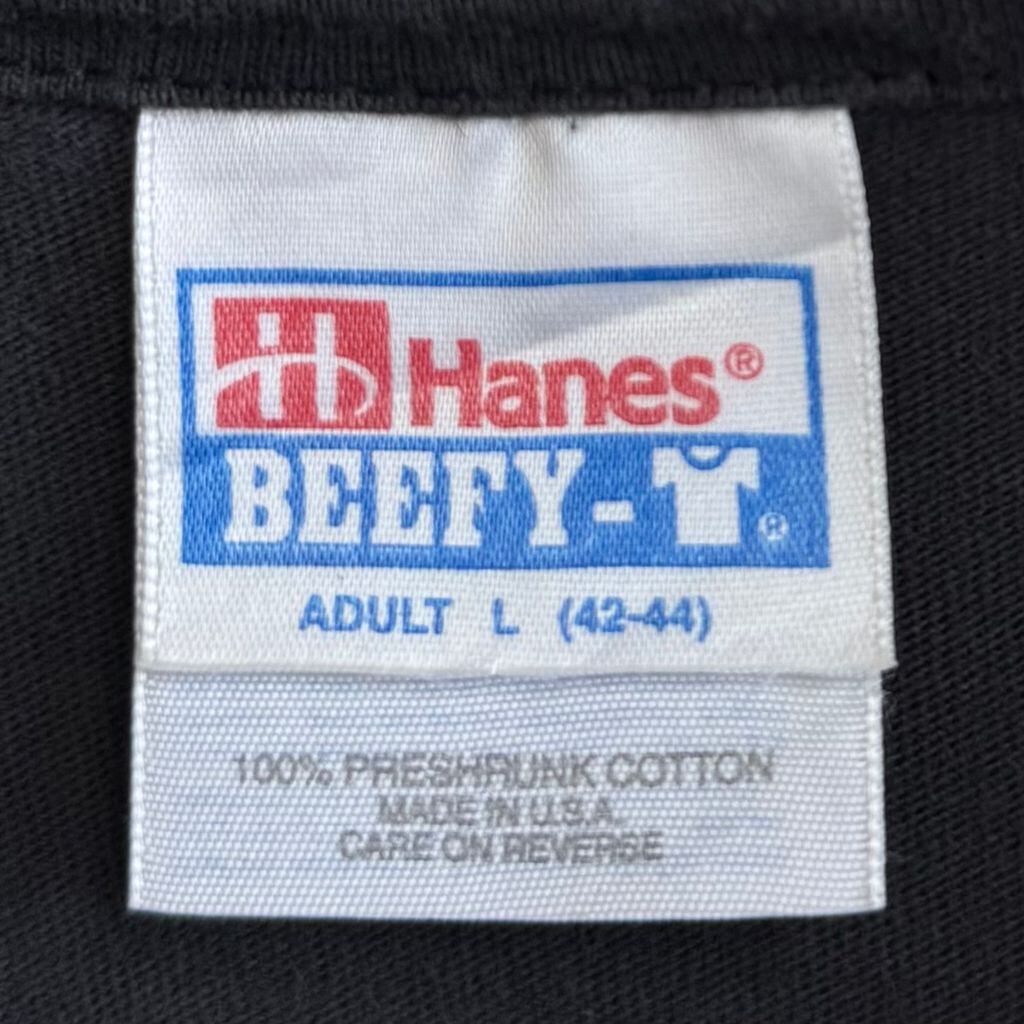 Hanes®
BEEFY-T®
ADULT L (42-44)
100% PRESHRUNK COTTON
MADE IN U.S.A.
CARE ON REVERSE